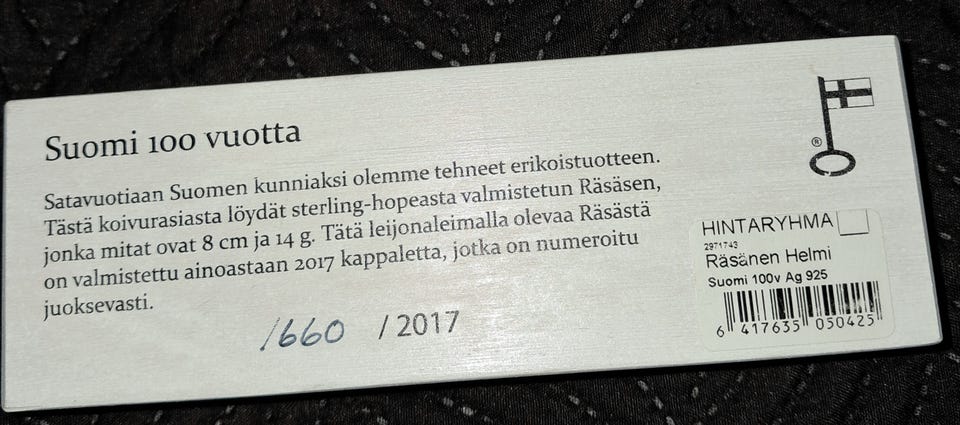 Suomi 100 vuotta
Satavuotiaan Suomen kunniaksi olemme tehneet erikoistuotteen.
Tästä koivurasiasta löydät sterling-hopeasta valmistetun Räsäsen,
jonka mitat ovat 8 cm ja 14 g. Tätä leijonaleimalla olevaa Räsästä
on valmistettu ainoastaan 2017 kappaletta, jotka on numeroitu
juoksevasti.
1660 / 2017
®
HINTARYHMA
2971743
Räsänen Helmi
Suomi 100v Ag 925
6 417635 050425